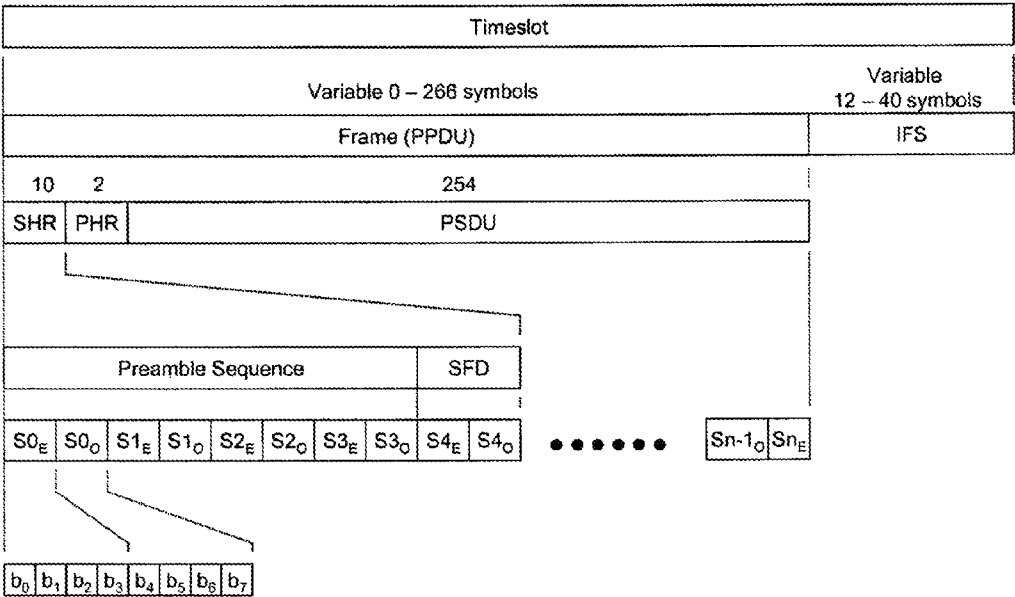 Timeslot
Variable 0 – 266 symbols
Variable
12 – 40 symbols
Frame (PPDU) IFS
10 2 254
SHR PHR PSDU
Preamble Sequence SFD
S0E S0O S1E S1O S2E S2O S3E S3O S4E S4O Sn-1O SnE
b0 b1 b2 b3 b4 b5 b6 b7